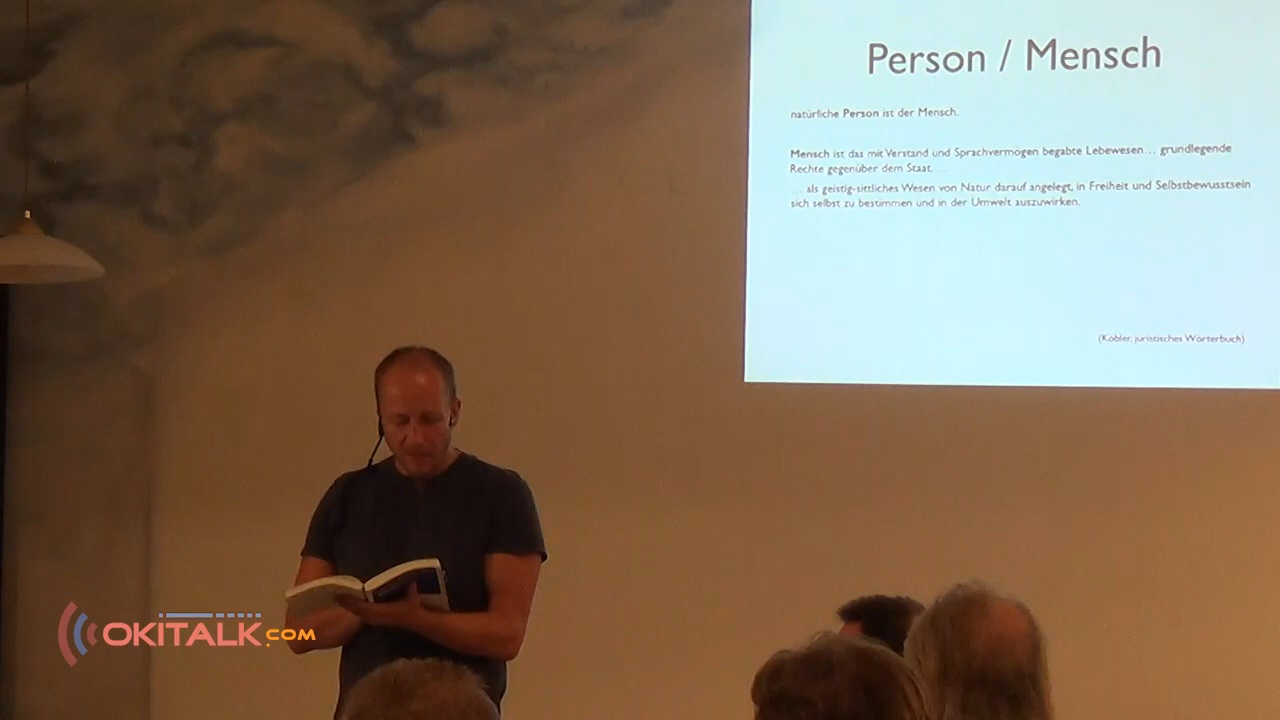 Person / Mensch
natürliche Person ist der Mensch.
Mensch ist das mit Verstand und Sprachvermögen begabte Lebewesen… grundlegende
Rechte gegenüber dem Staat, …
… als geistig-sittliches Wesen von Natur darauf angelegt, in Freiheit und Selbstbewusstsein
sich selbst zu bestimmen und in der Umwelt auszuwirken.
(Köbler, juristisches Wörterbuch)
OKITALK.COM